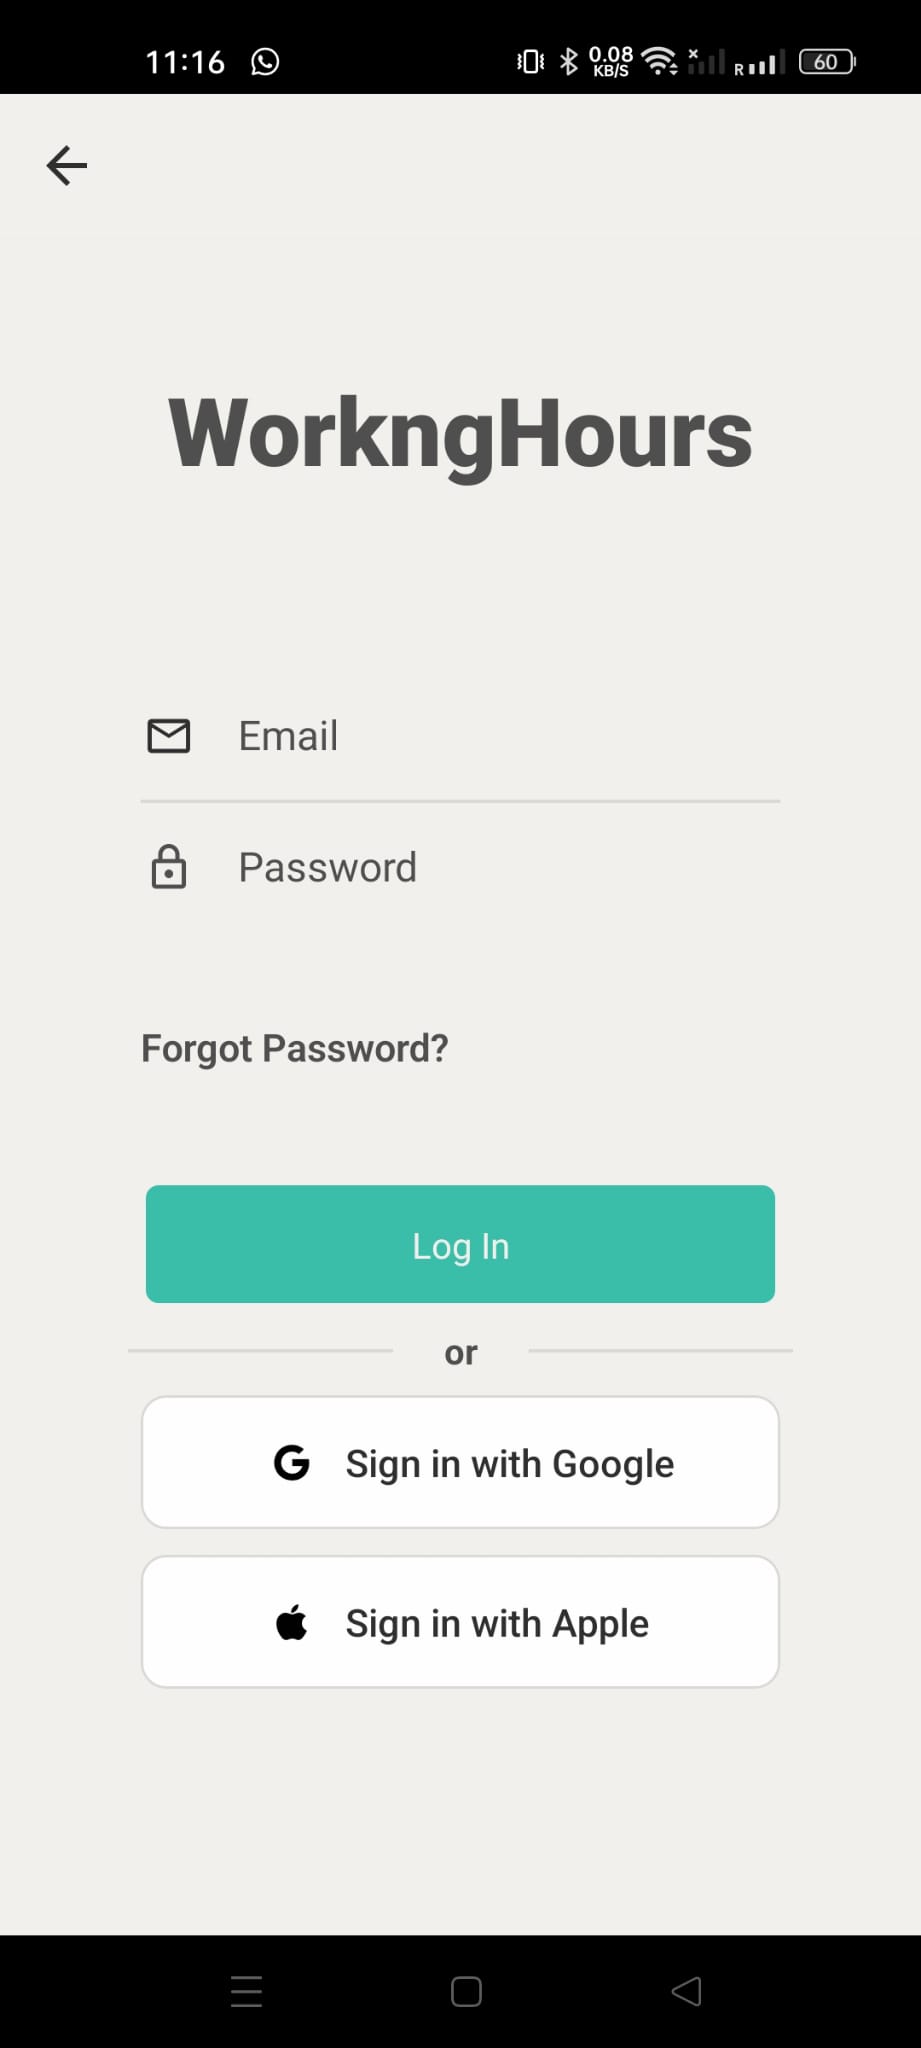 11:16 0.08 60
KB/S R
WorkngHours
Email
Password
Forgot Password?
Log In
or
G Sign in with Google
Sign in with Apple